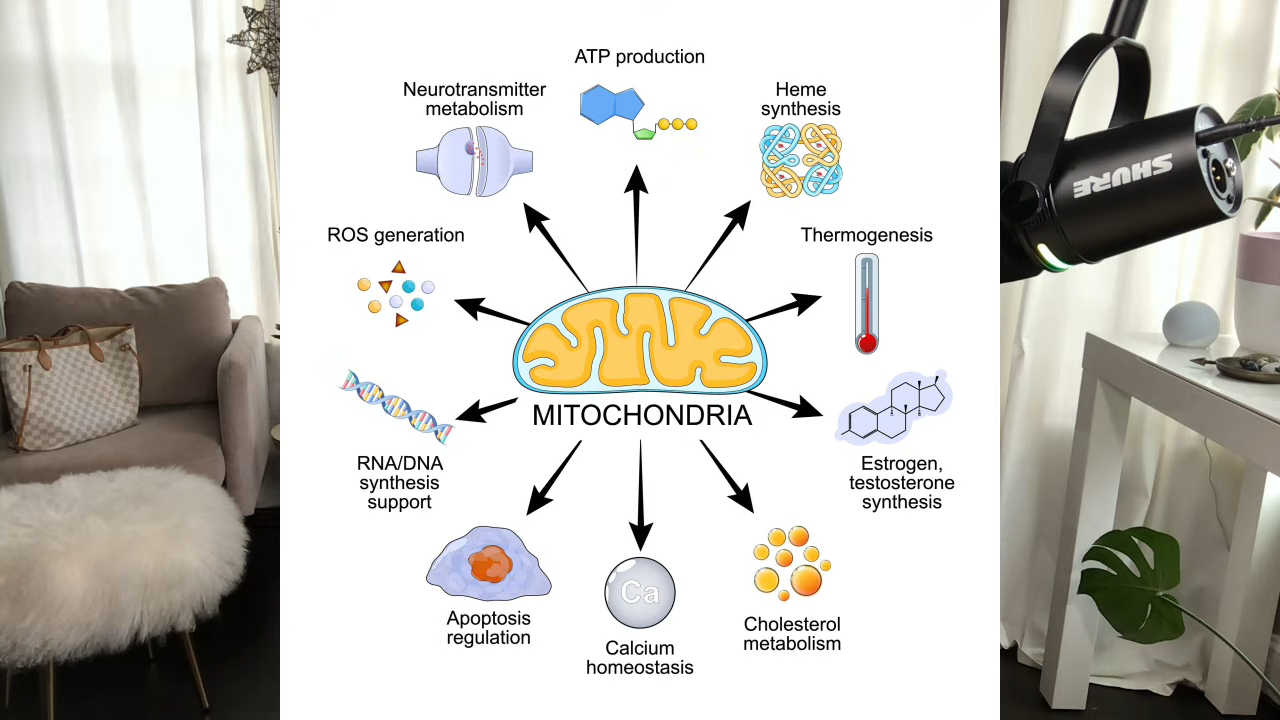 ATP production
Neurotransmitter
metabolism
Heme
synthesis
ROS generation
Thermogenesis
MITOCHONDRIA
RNA/DNA
synthesis
support
Estrogen,
testosterone
synthesis
Apoptosis
regulation
Ca
Calcium
homeostasis
Cholesterol
metabolism
SHURE